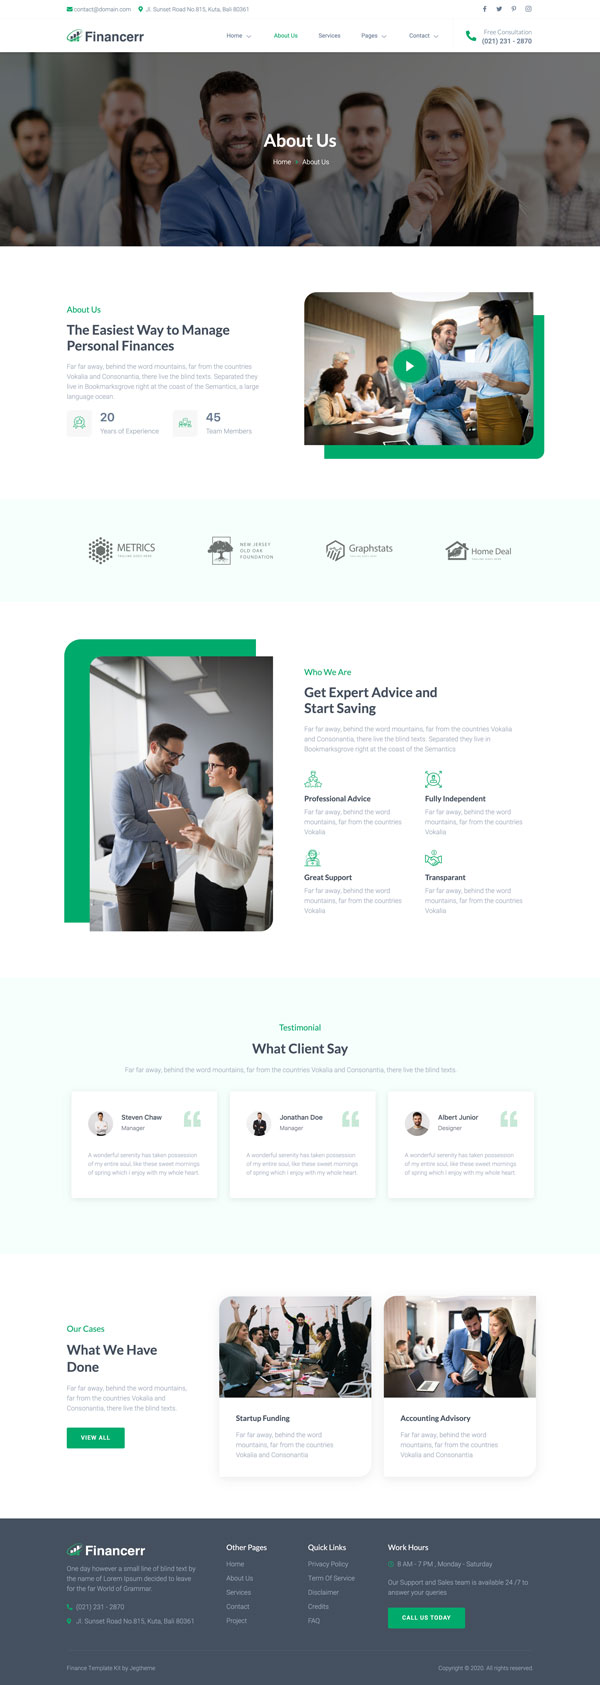 contact@domain.com Jl. Sunset Road No 815, Kuta, Bali 80361
Financerr
Home About Us Services Pages Contact
Free Consultation
(021) 231 - 2870
About Us
Home About Us
About Us
The Easiest Way to Manage
Personal Finances
Far far away, behind the word mountains, far from the countries
Vokalia and Consonantia, there live the blind texts. Separated they
live in Bookmarksgrove right at the coast of the Semantics, a large
language ocean.
20
Years of Experience
45
Team Members
METRICS
NEW JERSEY
OLD OAK
FOUNDATION
Graphstats
Home Deal
Who We Are
Get Expert Advice and
Start Saving
Far far away, behind the word mountains, far from the countries Vokalia
and Consonantia, there live the blind texts. Separated they live in
Bookmarksgrove right at the coast of the Semantics
Professional Advice
Far far away, behind the word
mountains, far from the countries
Vokalia
Fully Independent
Far far away, behind the word
mountains, far from the countries
Vokalia
Great Support
Far far away, behind the word
mountains, far from the countries
Vokalia
Transparant
Far far away, behind the word
mountains, far from the countries
Vokalia
Testimonial
What Client Say
Far far away, behind the word mountains, far from the countries Vokalia and Consonantia, there live the blind texts.
Steven Chaw
Manager
A wonderful serenity has taken possession
of my entire soul, like these sweet mornings
of spring which i enjoy with my whole heart.
Jonathan Doe
Manager
A wonderful serenity has taken possession
of my entire soul, like these sweet mornings
of spring which i enjoy with my whole heart.
Albert Junior
Designer
A wonderful serenity has taken possession
of my entire soul, like these sweet mornings
of spring which i enjoy with my whole heart.
Our Cases
What We Have
Done
Far far away, behind the word mountains,
far from the countries Vokalia and
Consonantia, there live the blind texts.
VIEW ALL
Startup Funding
Far far away, behind the word
mountains, far from the countries
Vokalia and Consonantia
Accounting Advisory
Far far away, behind the word
mountains, far from the countries
Vokalia and Consonantia
Financerr
One day however a small line of blind text by
the name of Lorem Ipsum decided to leave
for the far World of Grammar.
(021) 231 - 2870
Jl. Sunset Road No 815, Kuta, Bali 80361
Other Pages
Home
About Us
Services
Contact
Project
Quick Links
Privacy Policy
Term Of Service
Disclaimer
Credits
FAQ
Work Hours
8 AM - 7 PM , Monday - Saturday
Our Support and Sales team is available 24 /7 to
answer your queries
CALL US TODAY
Finance Template Kit by Jegtheme
Copyright © 2020. All rights reserved.